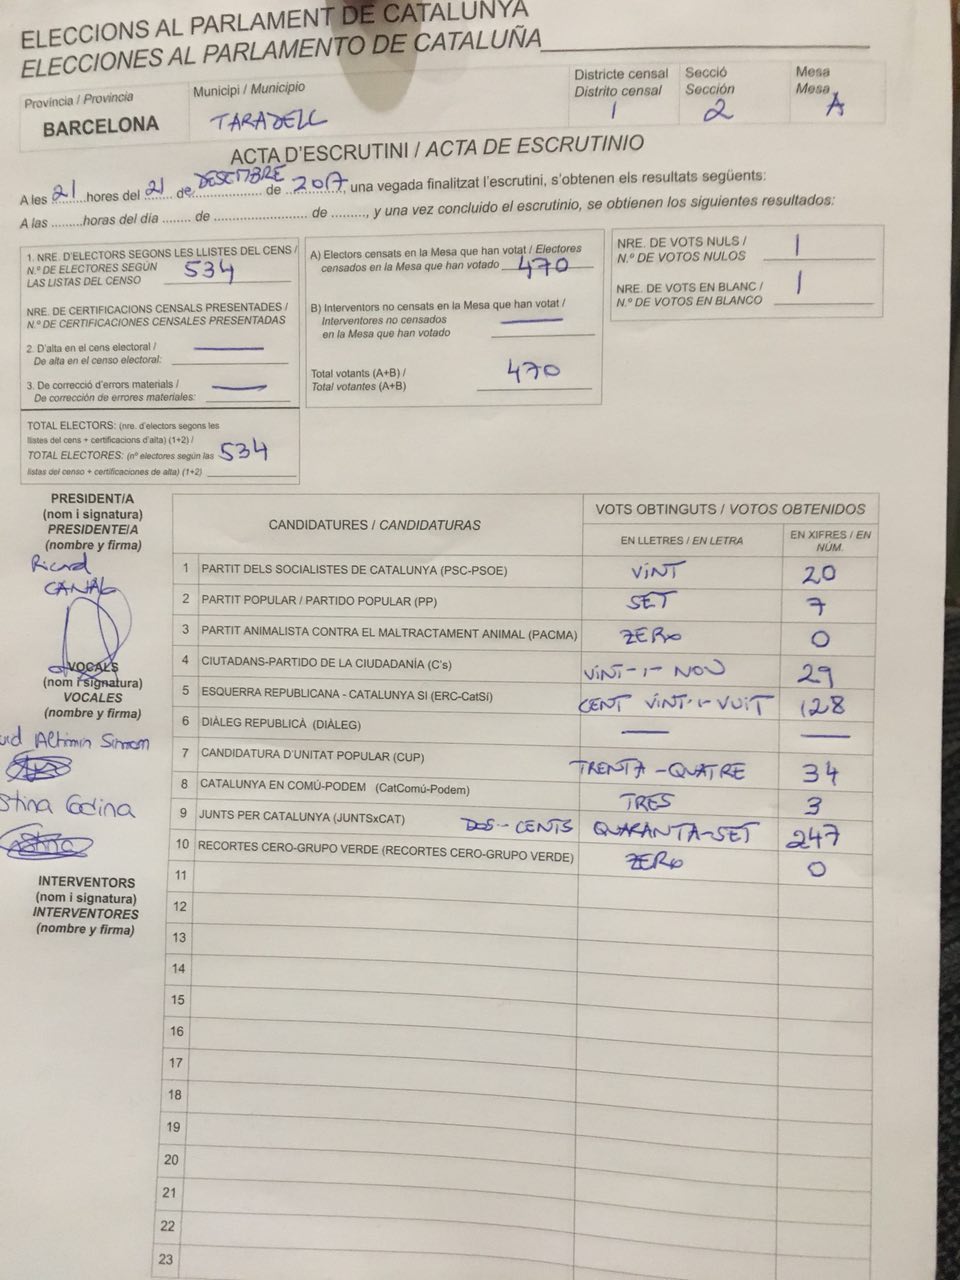 ELECCIONS AL PARLAMENT DE CATALUNYA
ELECCIONES AL PARLAMENTO DE CATALUÑA
Província / Provincia
BARCELONA
Municipi / Municipio
TARADELL
Districte censal
Distrito censal
1
Secció
Sección
2
Mesa
Mesa
A
ACTA D'ESCRUTINI / ACTA DE ESCRUTINIO
A les 21 hores del 21 de DESEMBRE de 2017, una vegada finalitzat l'escrutini, s'obtenen els resultats següents:
A las .........horas del día ....... de ........................ de ........, y una vez concluido el escrutinio, se obtienen los siguientes resultados:
1. NRE. D'ELECTORS SEGONS LES LLISTES DEL CENS /
N.º DE ELECTORES SEGÚN
LAS LISTAS DEL CENSO
534
NRE. DE CERTIFICACIONS CENSALS PRESENTADES /
N.º DE CERTIFICACIONES CENSALES PRESENTADAS
2. D'alta en el cens electoral /
De alta en el censo electoral: —
3. De correcció d'errors materials /
De corrección de errores materiales: —
TOTAL ELECTORS: (nre. d'electors segons les
llistes del cens + certificacions d'alta) (1+2) /
TOTAL ELECTORES: (nº electores según las
listas del censo + certificaciones de alta) (1+2)
534
A) Electors censats en la Mesa que han votat / Electores
censados en la Mesa que han votado 470
B) Interventors no censats en la Mesa que han votat /
Interventores no censados
en la Mesa que han votado
—
Total votants (A+B) /
Total votantes (A+B)
470
NRE. DE VOTS NULS /
N.º DE VOTOS NULOS
1
NRE. DE VOTS EN BLANC /
N.º DE VOTOS EN BLANCO
1
PRESIDENT/A
(nom i signatura)
PRESIDENTE/A
(nombre y firma)
Ricard
CANAL
VOCALS
(nom i signatura)
VOCALES
(nombre y firma)
Codina
INTERVENTORS
(nom i signatura)
INTERVENTORES
(nombre y firma)
CANDIDATURES / CANDIDATURAS
VOTS OBTINGUTS / VOTOS OBTENIDOS
EN LLETRES / EN LETRA
EN XIFRES / EN NÚM.
1 PARTIT DELS SOCIALISTES DE CATALUNYA (PSC-PSOE) VINT 20
2 PARTIT POPULAR / PARTIDO POPULAR (PP) SET 7
3 PARTIT ANIMALISTA CONTRA EL MALTRACTAMENT ANIMAL (PACMA) ZERO 0
4 CIUTADANS-PARTIDO DE LA CIUDADANÍA (C's) VINT-I-NOU 29
5 ESQUERRA REPUBLICANA - CATALUNYA SI (ERC-CatSí) CENT VINT-I-VUIT 128
6 DIÀLEG REPUBLICÀ (DIÀLEG) — —
7 CANDIDATURA D'UNITAT POPULAR (CUP) TRENTA-QUATRE 34
8 CATALUNYA EN COMÚ-PODEM (CatComú-Podem) TRES 3
9 JUNTS PER CATALUNYA (JUNTSxCAT) DOS-CENTS QUARANTA-SET 247
10 RECORTES CERO-GRUPO VERDE (RECORTES CERO-GRUPO VERDE) ZERO 0
11
12
13
14
15
16
17
18
19
20
21
22
23